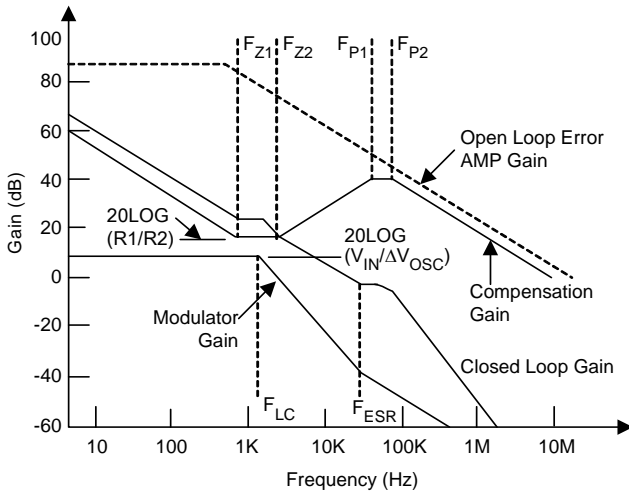 100
80
60
40
20
0
-20
-40
-60
Gain (dB)
F_Z1
F_Z2
F_P1
F_P2
Open Loop Error
AMP Gain
20LOG
(R1/R2)
20LOG
(V_IN/ΔV_OSC)
Modulator
Gain
Compensation
Gain
Closed Loop Gain
F_LC
F_ESR
10
100
1K
10K
100K
1M
10M
Frequency (Hz)